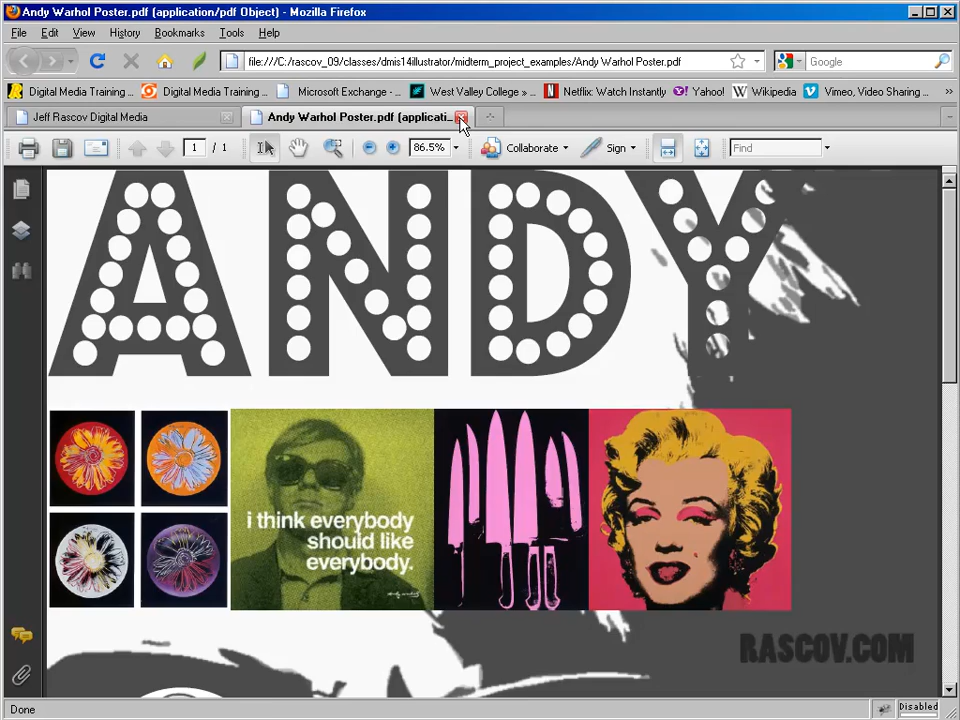 Andy Warhol Poster.pdf (application/pdf Object) - Mozilla Firefox
File Edit View History Bookmarks Tools Help
file:///C:/rascov_09/classes/dmis14illustrator/midterm_project_examples/Andy Warhol Poster.pdf
Google
Digital Media Training ... Digital Media Training ... Microsoft Exchange - ... West Valley College » ... Netflix: Watch Instantly Yahoo! Wikipedia Vimeo, Video Sharing ... »
Jeff Rascov Digital Media Andy Warhol Poster.pdf (applicati...
1 / 1 86.5% Collaborate Sign Find
ANDY
i think everybody
should like
everybody.
RASCOV.COM
Done Disabled